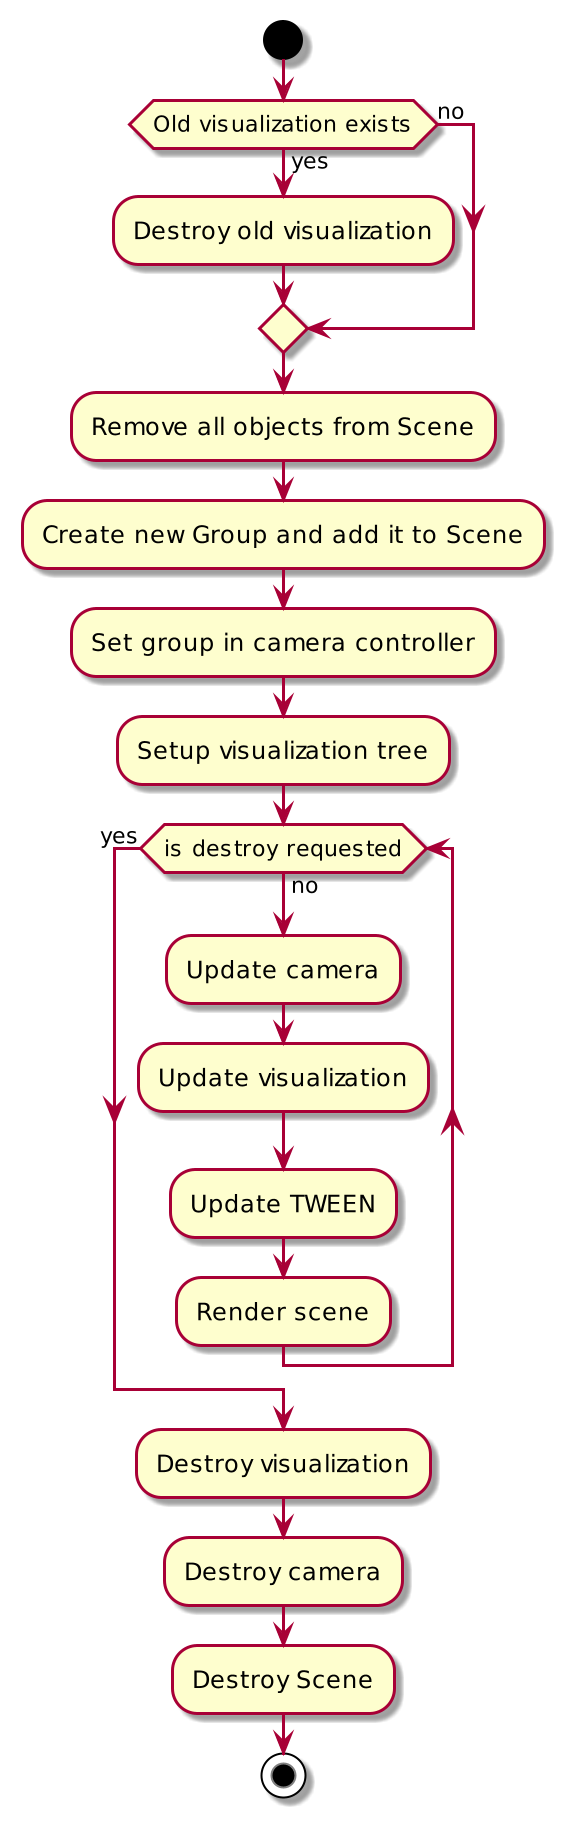 Old visualization exists
no
yes
Destroy old visualization
Remove all objects from Scene
Create new Group and add it to Scene
Set group in camera controller
Setup visualization tree
yes
is destroy requested
no
Update camera
Update visualization
Update TWEEN
Render scene
Destroy visualization
Destroy camera
Destroy Scene